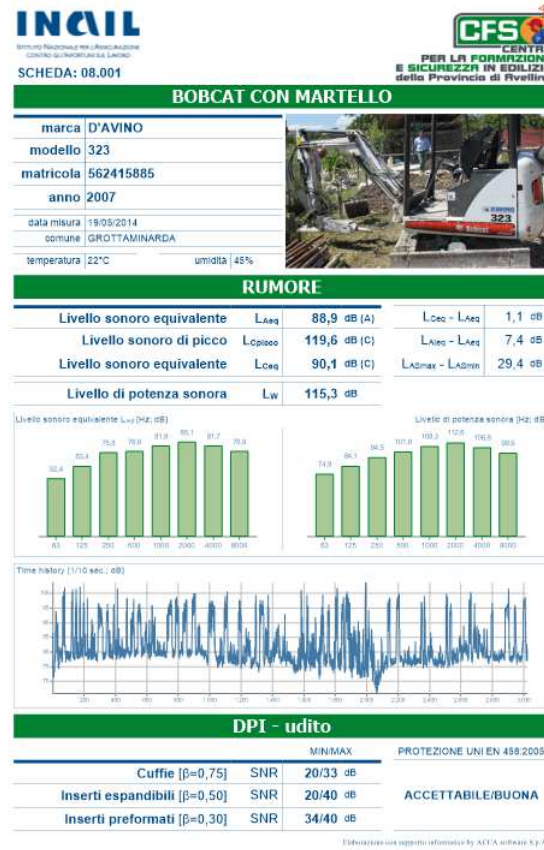 INAIL
ISTITUTO NAZIONALE PER L'ASSICURAZIONE
CONTRO GLI INFORTUNI SUL LAVORO
SCHEDA: 08.001
CFS
CENTR
PER LA FORMAZION
E SICUREZZA IN EDILIZI
della Provincia di Avellin
BOBCAT CON MARTELLO
marca D'AVINO
modello 323
matricola 562415885
anno 2007
data misura 19/05/2014
comune GROTTAMINARDA
temperatura 22°C umidità 45%
D'AVINO
323
Bobcat
RUMORE
Livello sonoro equivalente LAeq 88,9 dB (A)
Livello sonoro di picco LCpicco 119,6 dB (C)
Livello sonoro equivalente LCeq 90,1 dB (C)
Livello di potenza sonora LW 115,3 dB
LCeq - LAeq 1,1 dB
LAIeq - LAeq 7,4 dB
LASmax - LASmin 29,4 dB
Livello sonoro equivalente [Hz; dB]
63 125 250 500 1000 2000 4000 8000
Livello di potenza sonora [Hz; dB]
63 125 250 500 1000 2000 4000 8000
Time history [1/10 sec.; dB]
DPI - udito
MIN/MAX
Cuffie [β=0,75] SNR 20/33 dB
Inserti espandibili [β=0,50] SNR 20/40 dB
Inserti preformati [β=0,30] SNR 34/40 dB
PROTEZIONE UNI EN 458:2005
ACCETTABILE/BUONA
Elaborazione con supporto informatico by ACCA software S.p.A